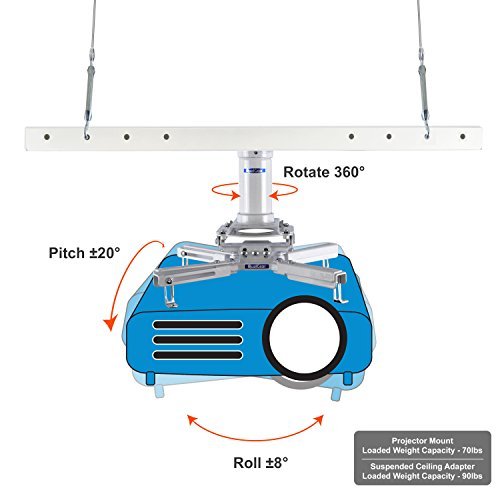 Rotate 360°
Pitch ±20°
Roll ±8°
Projector Mount
Loaded Weight Capacity - 70lbs
Suspended Ceiling Adapter
Loaded Weight Capacity - 90lbs